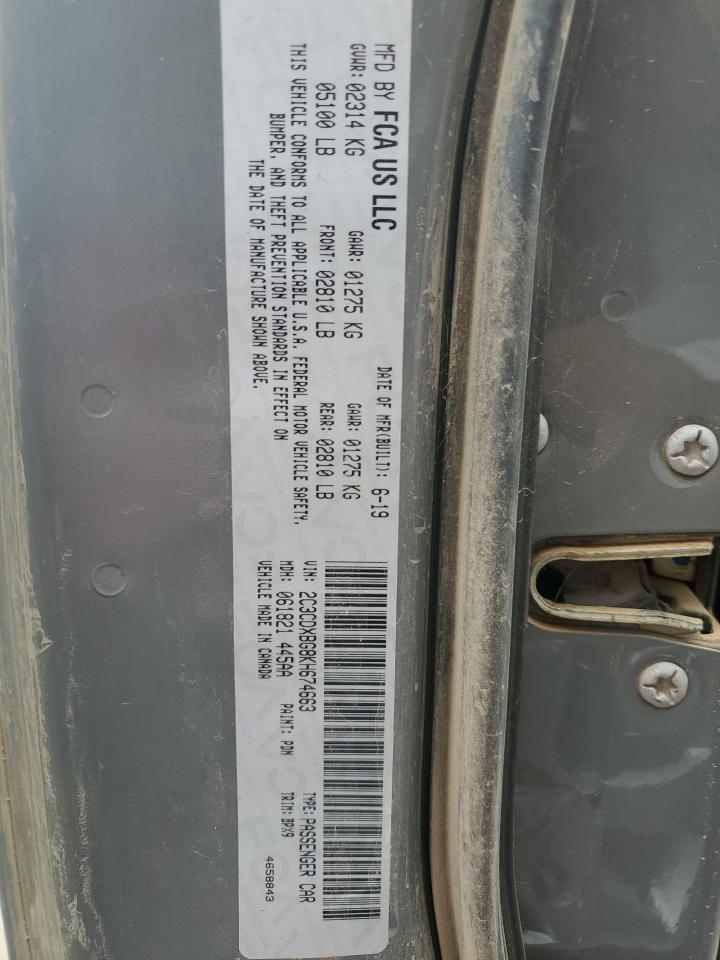 MFD BY FCA US LLC DATE OF MFR(BUILT): 6-19
GVWR: 02314 KG GAWR: 01275 KG GAWR: 01275 KG
05100 LB FRONT: 02810 LB REAR: 02810 LB
THIS VEHICLE CONFORMS TO ALL APPLICABLE U.S.A. FEDERAL MOTOR VEHICLE SAFETY,
BUMPER, AND THEFT PREVENTION STANDARDS IN EFFECT ON
THE DATE OF MANUFACTURE SHOWN ABOVE.
VIN: 2C3CDXBG8KH674663 TYPE: PASSENGER CAR
MDH: 061821 445AA PAINT: PDN TRIM: BPX9
VEHICLE MADE IN CANADA
4658843